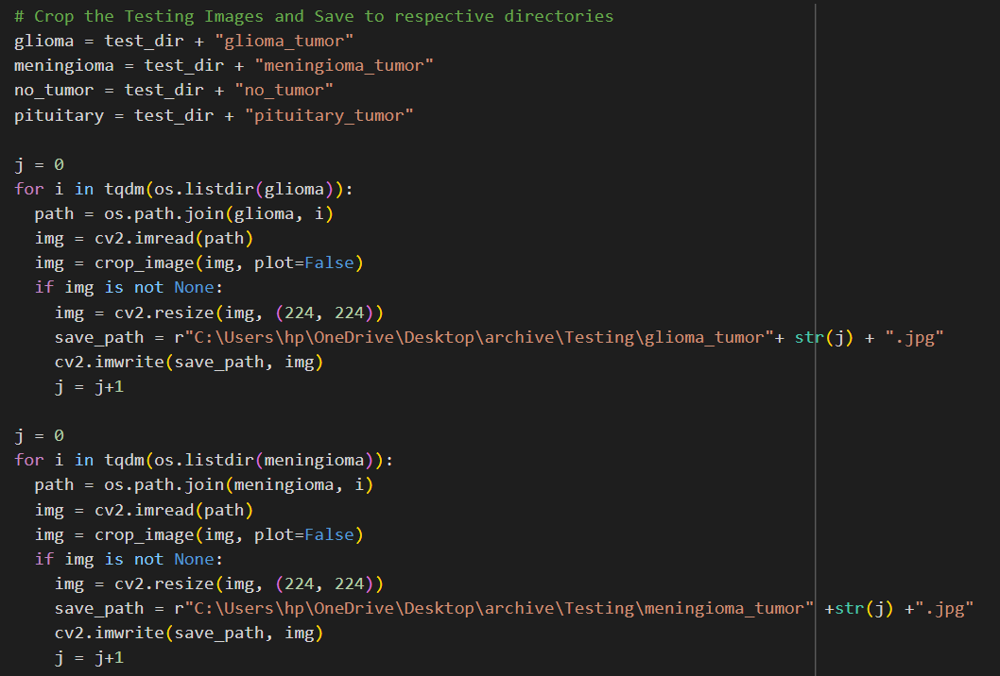 # Crop the Testing Images and Save to respective directories
glioma = test_dir + "glioma_tumor"
meningioma = test_dir + "meningioma_tumor"
no_tumor = test_dir + "no_tumor"
pituitary = test_dir + "pituitary_tumor"

j = 0
for i in tqdm(os.listdir(glioma)):
  path = os.path.join(glioma, i)
  img = cv2.imread(path)
  img = crop_image(img, plot=False)
  if img is not None:
    img = cv2.resize(img, (224, 224))
    save_path = r"C:\Users\hp\OneDrive\Desktop\archive\Testing\glioma_tumor"+ str(j) + ".jpg"
    cv2.imwrite(save_path, img)
    j = j+1

j = 0
for i in tqdm(os.listdir(meningioma)):
  path = os.path.join(meningioma, i)
  img = cv2.imread(path)
  img = crop_image(img, plot=False)
  if img is not None:
    img = cv2.resize(img, (224, 224))
    save_path = r"C:\Users\hp\OneDrive\Desktop\archive\Testing\meningioma_tumor" +str(j) +".jpg"
    cv2.imwrite(save_path, img)
    j = j+1